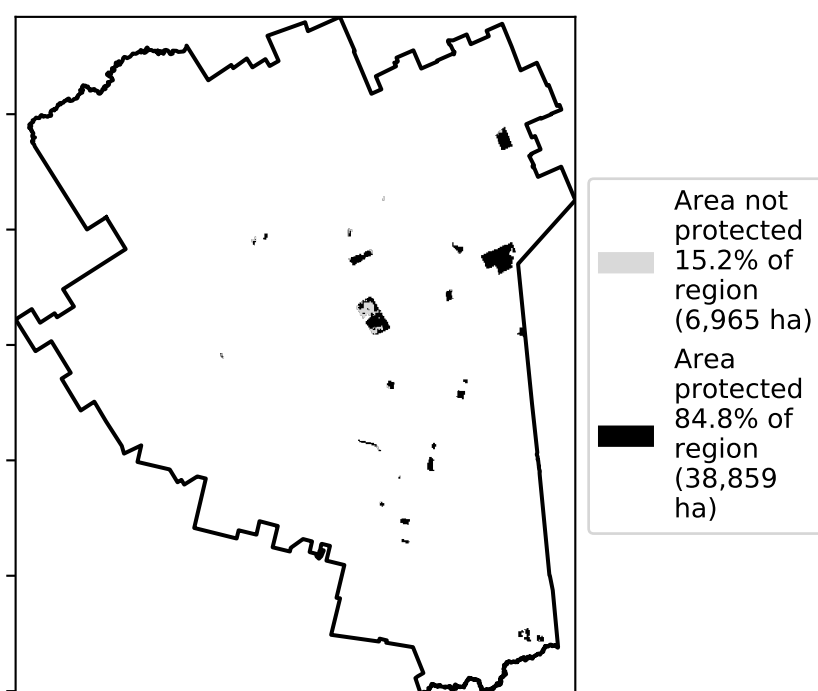 Area not
protected
15.2% of
region
(6,965 ha)
Area
protected
84.8% of
region
(38,859
ha)